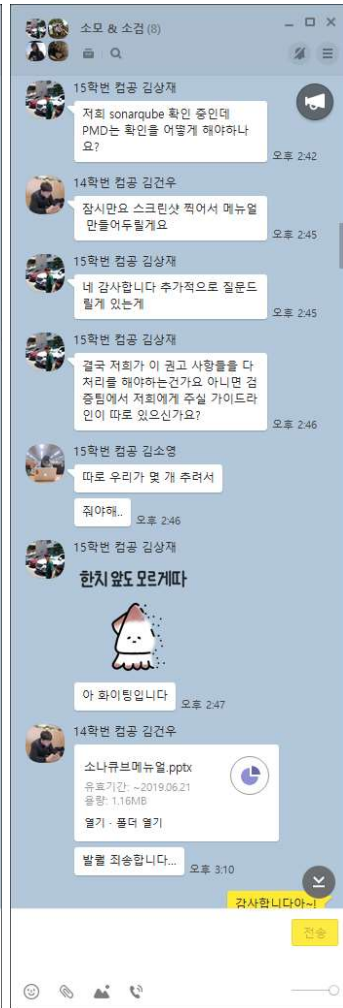 소모 & 소검 (8)
15학번 컴공 김상재
저희 sonarqube 확인 중인데
PMD는 확인을 어떻게 해야하나
요?
오후 2:42
14학번 컴공 김건우
잠시만요 스크린샷 찍어서 메뉴얼
만들어두릴게요
오후 2:45
15학번 컴공 김상재
네 감사합니다 추가적으로 질문드
릴게 있는게
오후 2:45
15학번 컴공 김상재
결국 저희가 이 권고 사항들을 다
처리를 해야하는건가요 아니면 검
증팀에서 저희에게 주실 가이드라
인이 따로 있으신가요?
오후 2:46
15학번 컴공 김소영
따로 우리가 몇 개 추려서
줘야해..
오후 2:46
15학번 컴공 김상재
한치 앞도 모르게따
아 화이팅입니다
오후 2:47
14학번 컴공 김건우
소나큐브메뉴얼.pptx
유효기간: ~2019.06.21
용량: 1.16MB
열기 · 폴더 열기
발퀄 죄송합니다...
오후 3:10
감사합니다아~!
전송